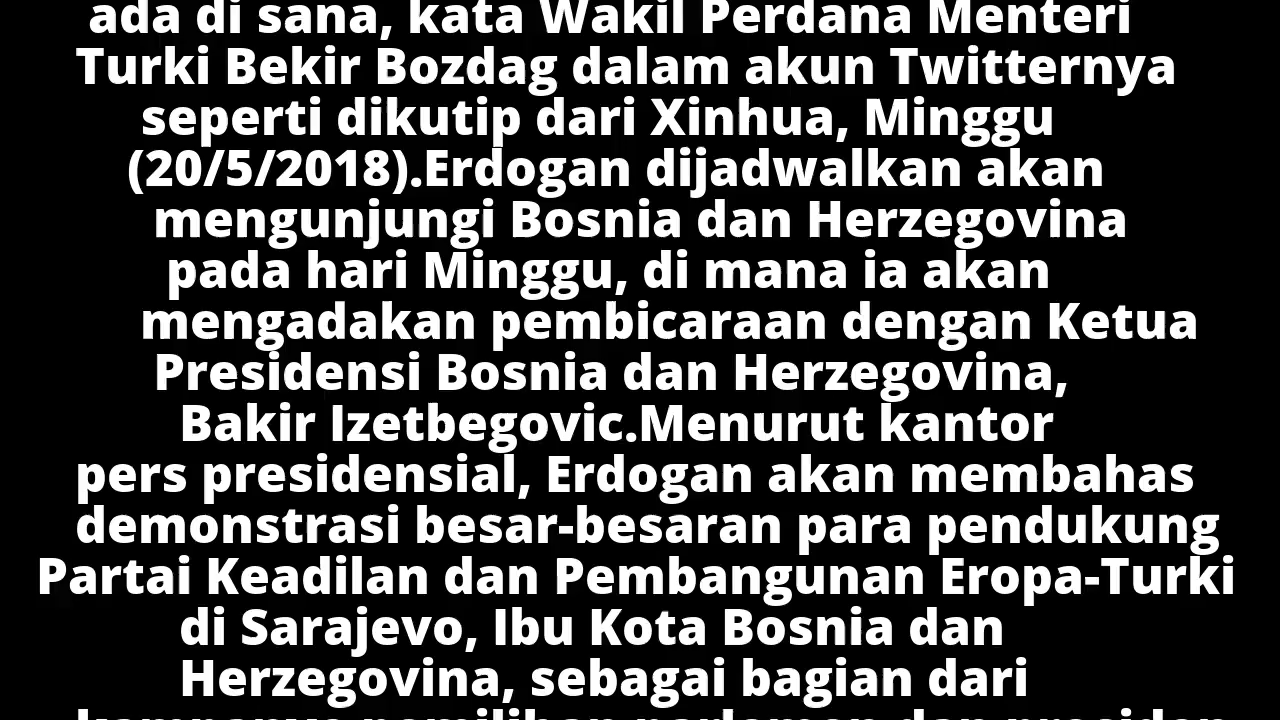 ada di sana, kata Wakil Perdana Menteri
Turki Bekir Bozdag dalam akun Twitternya
seperti dikutip dari Xinhua, Minggu
(20/5/2018).Erdogan dijadwalkan akan
mengunjungi Bosnia dan Herzegovina
pada hari Minggu, di mana ia akan
mengadakan pembicaraan dengan Ketua
Presidensi Bosnia dan Herzegovina,
Bakir Izetbegovic.Menurut kantor
pers presidensial, Erdogan akan membahas
demonstrasi besar-besaran para pendukung
Partai Keadilan dan Pembangunan Eropa-Turki
di Sarajevo, Ibu Kota Bosnia dan
Herzegovina, sebagai bagian dari